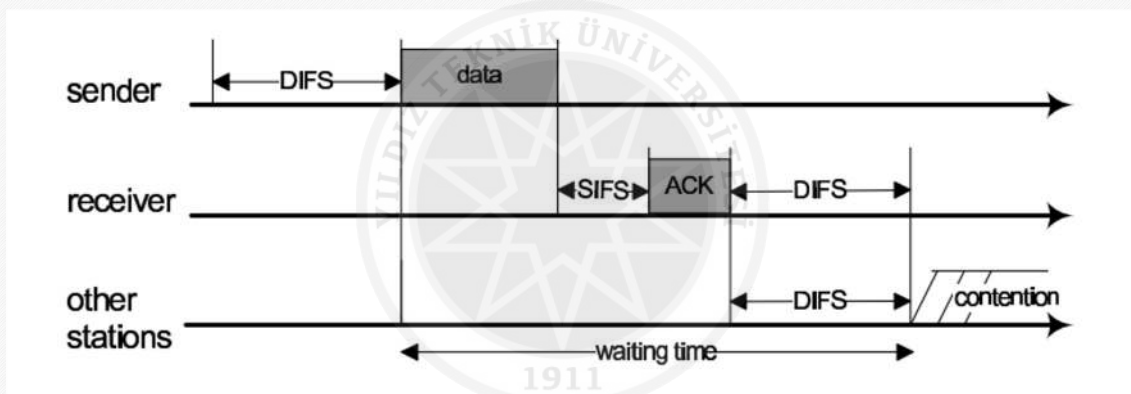 sender
DIFS
data
receiver
SIFS
ACK
DIFS
other
stations
DIFS
contention
waiting time
YILDIZ TEKNİK ÜNİVERSİTESİ
1911